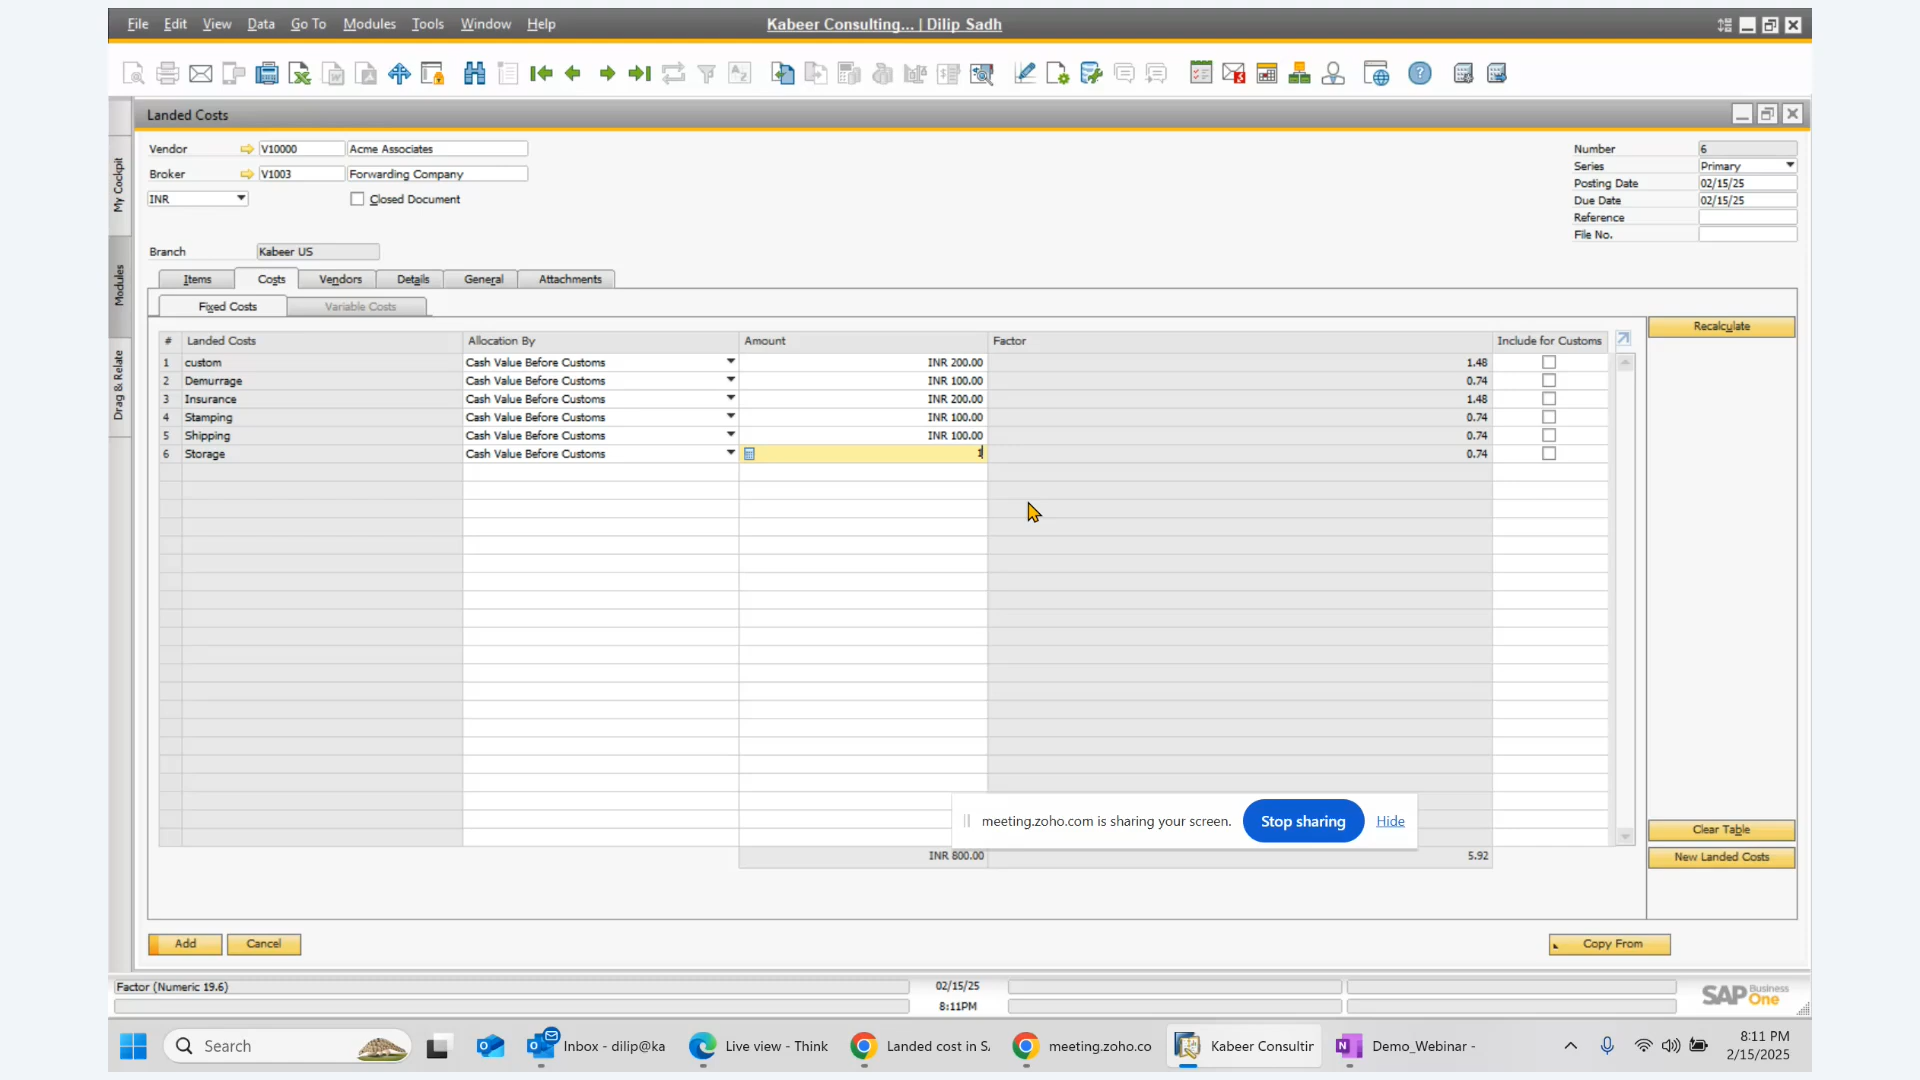 File Edit View Data Go To Modules Tools Window Help
Kabeer Consulting... | Dilip Sadh
Landed Costs
My Cockpit
Modules
Drag & Relate
Vendor V10000 Acme Associates
Broker V1003 Forwarding Company
INR Closed Document
Branch Kabeer US
Number 6
Series Primary
Posting Date 02/15/25
Due Date 02/15/25
Reference
File No.
Items Costs Vendors Details General Attachments
Fixed Costs Variable Costs
# Landed Costs Allocation By Amount Factor Include for Customs
1 custom Cash Value Before Customs INR 200.00 1.48
2 Demurrage Cash Value Before Customs INR 100.00 0.74
3 Insurance Cash Value Before Customs INR 200.00 1.48
4 Stamping Cash Value Before Customs INR 100.00 0.74
5 Shipping Cash Value Before Customs INR 100.00 0.74
6 Storage Cash Value Before Customs 1 0.74
INR 800.00 5.92
Recalculate
Clear Table
New Landed Costs
meeting.zoho.com is sharing your screen. Stop sharing Hide
Add Cancel Copy From
Factor (Numeric 19.6) 02/15/25
8:11PM
SAP Business One
Search
Inbox - dilip@ka
Live view - Think
Landed cost in S
meeting.zoho.co
Kabeer Consultin
Demo_Webinar -
8:11 PM
2/15/2025